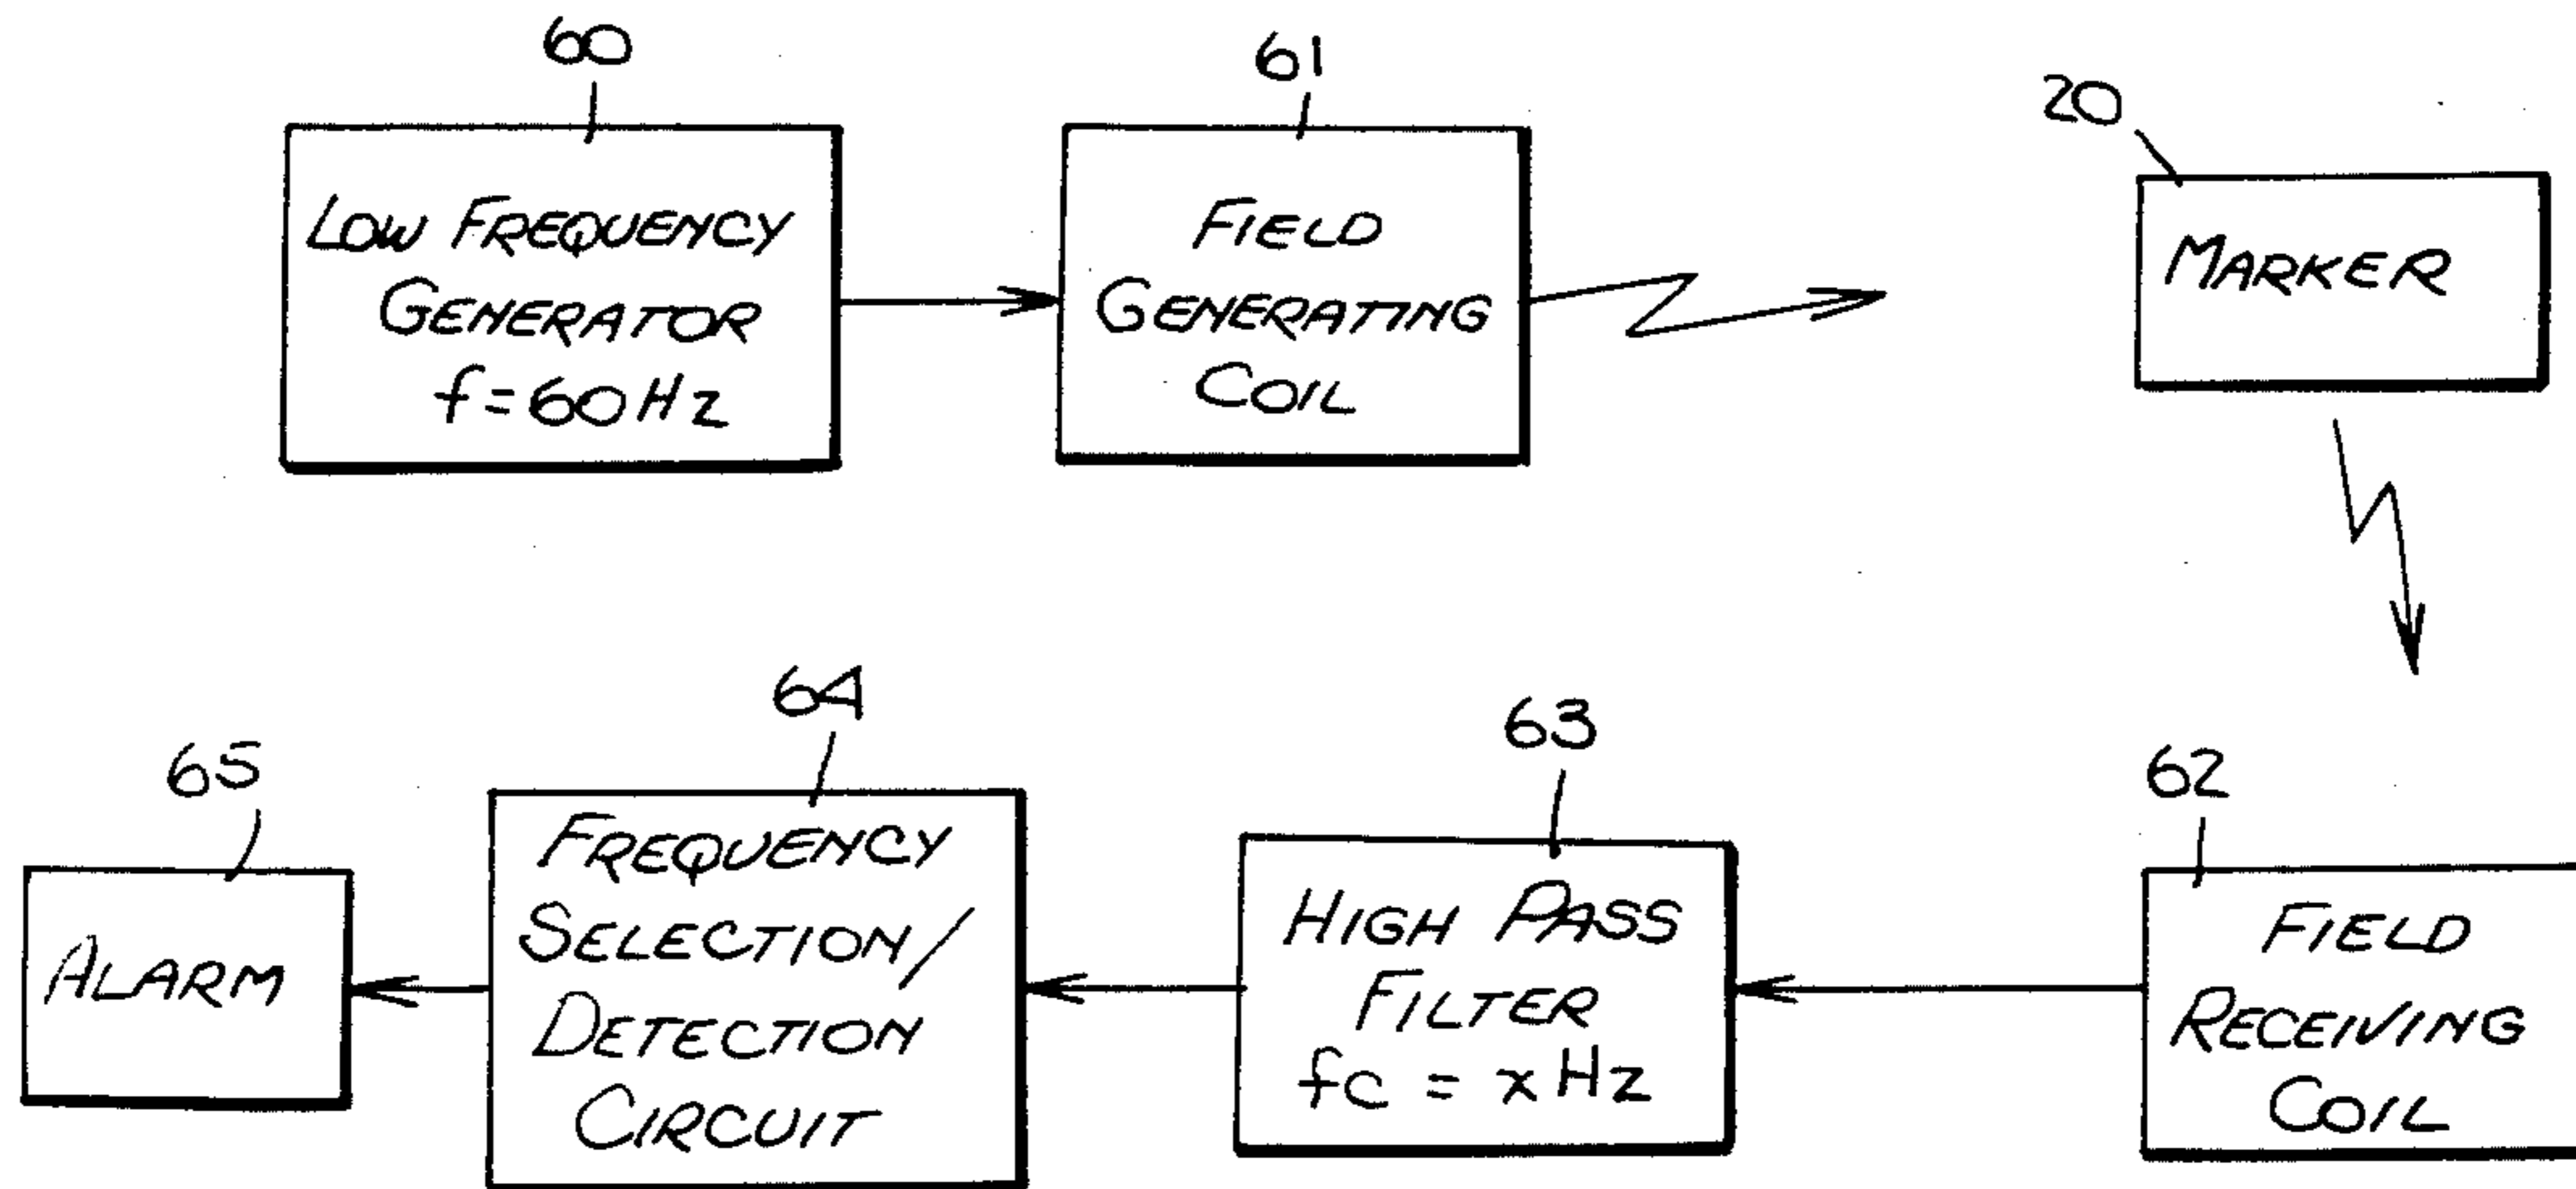 60
LOW FREQUENCY
GENERATOR
f=60Hz
61
FIELD
GENERATING
COIL
20
MARKER
65
ALARM
64
FREQUENCY
SELECTION/
DETECTION
CIRCUIT
63
HIGH PASS
FILTER
fc = xHz
62
FIELD
RECEIVING
COIL